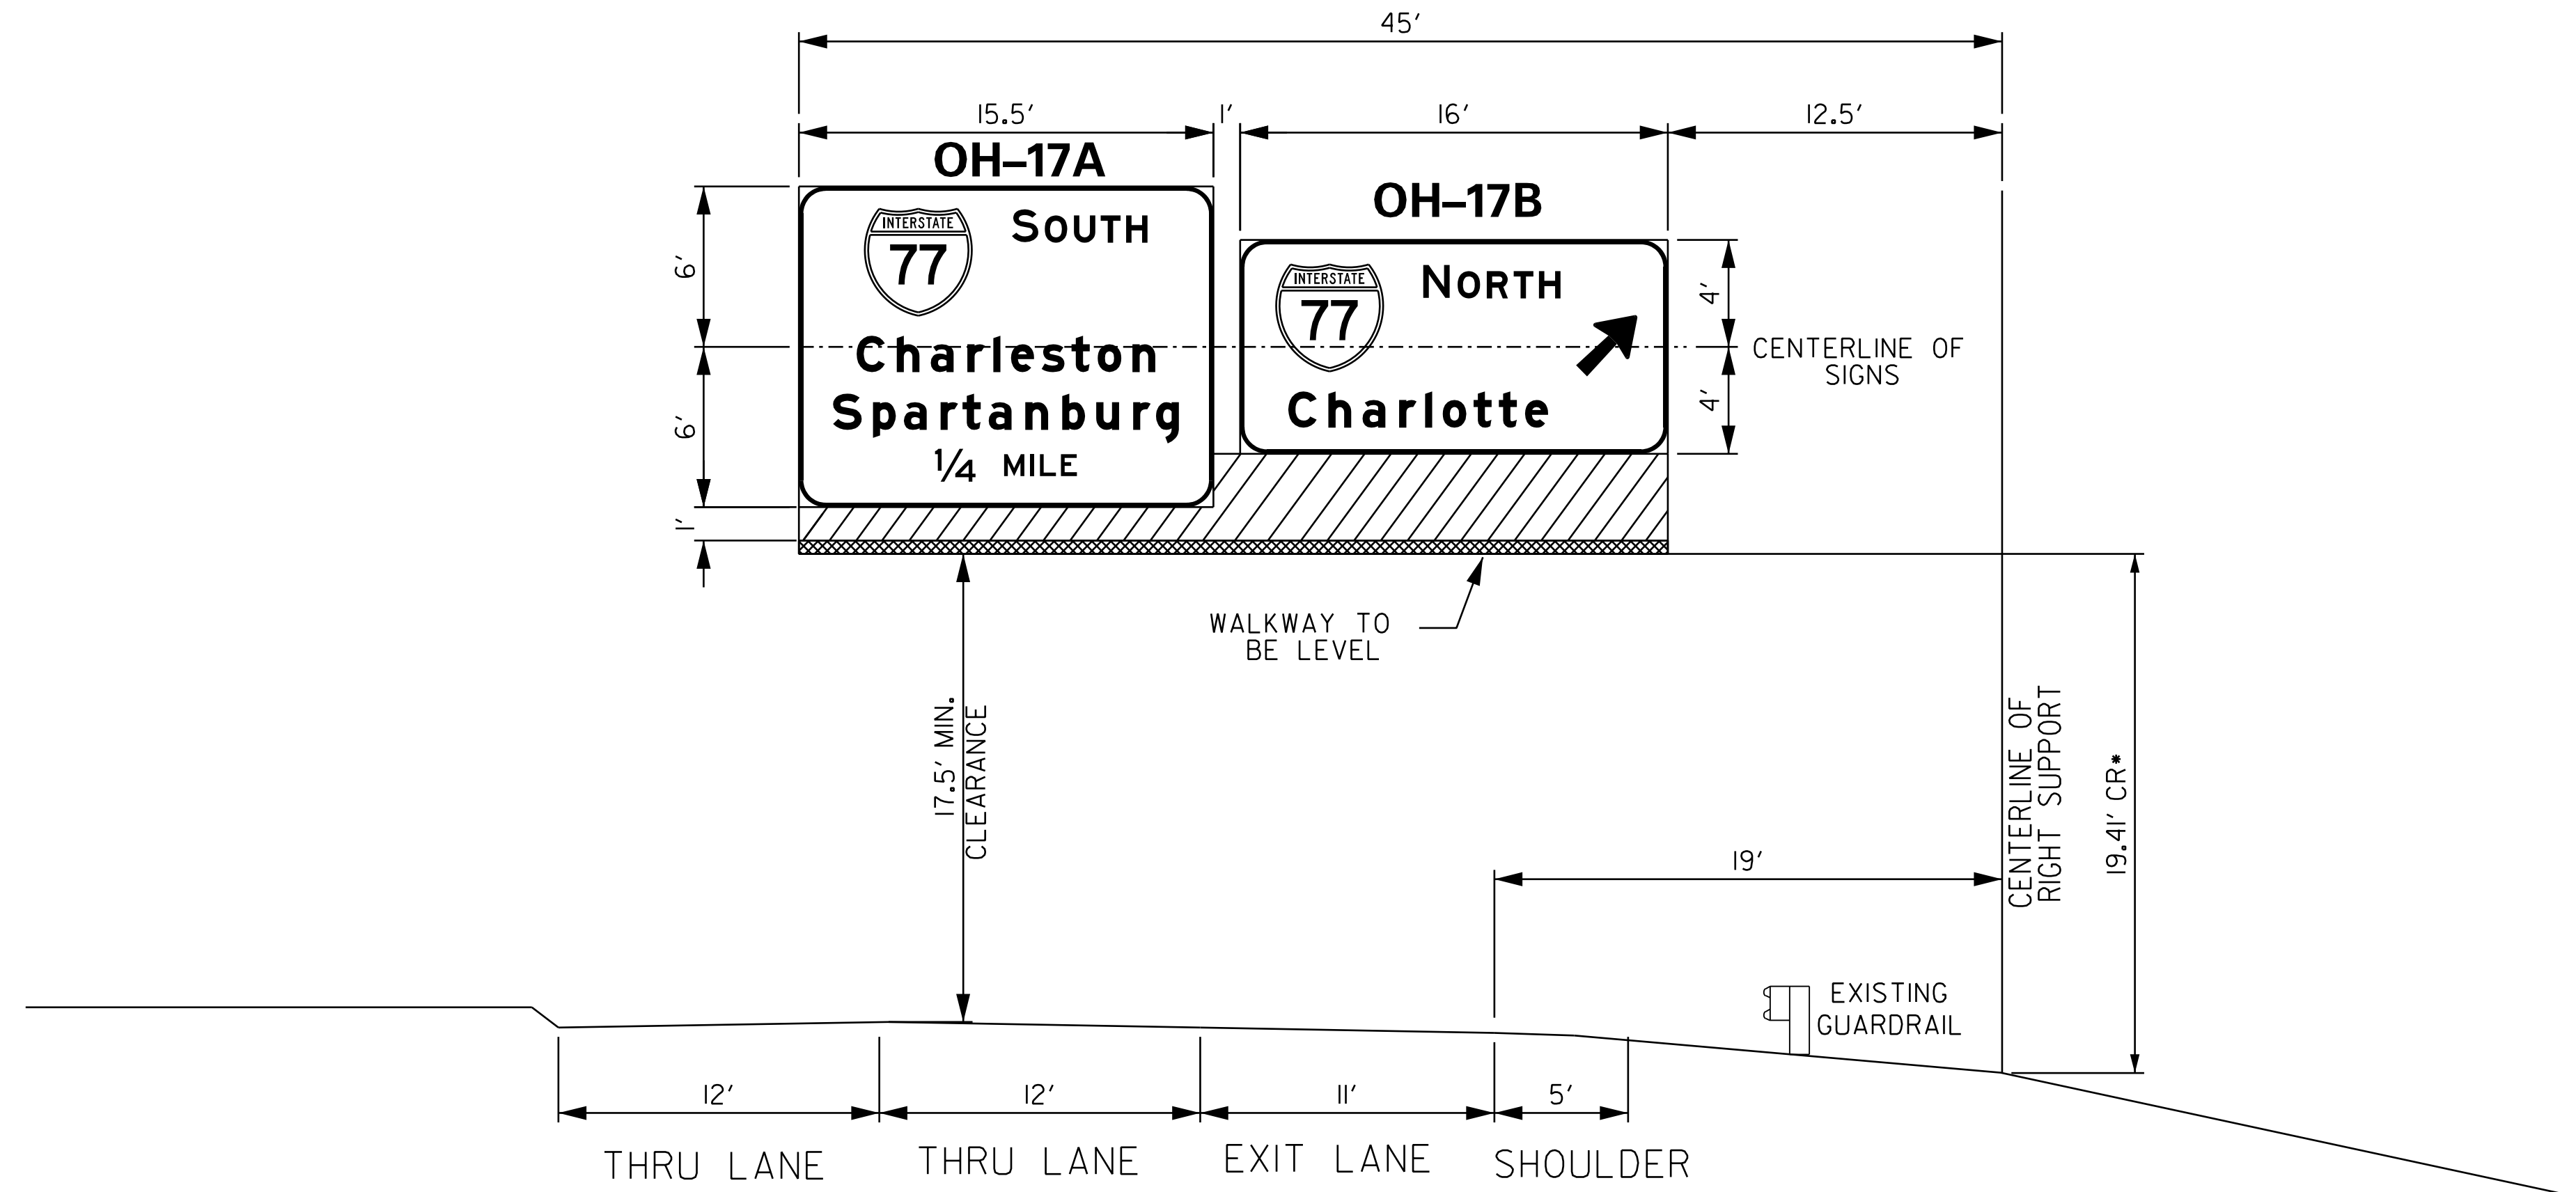 45'
15.5'
1'
16'
12.5'
OH–17A
OH–17B
INTERSTATE
77
SOUTH
Charleston
Spartanburg
1/4 MILE
INTERSTATE
77
NORTH
Charlotte
6'
6'
1'
4'
4'
CENTERLINE OF
SIGNS
WALKWAY TO
BE LEVEL
17.5' MIN.
CLEARANCE
CENTERLINE OF
RIGHT SUPPORT
19.41' CR*
19'
EXISTING
GUARDRAIL
12'
12'
11'
5'
THRU LANE
THRU LANE
EXIT LANE
SHOULDER